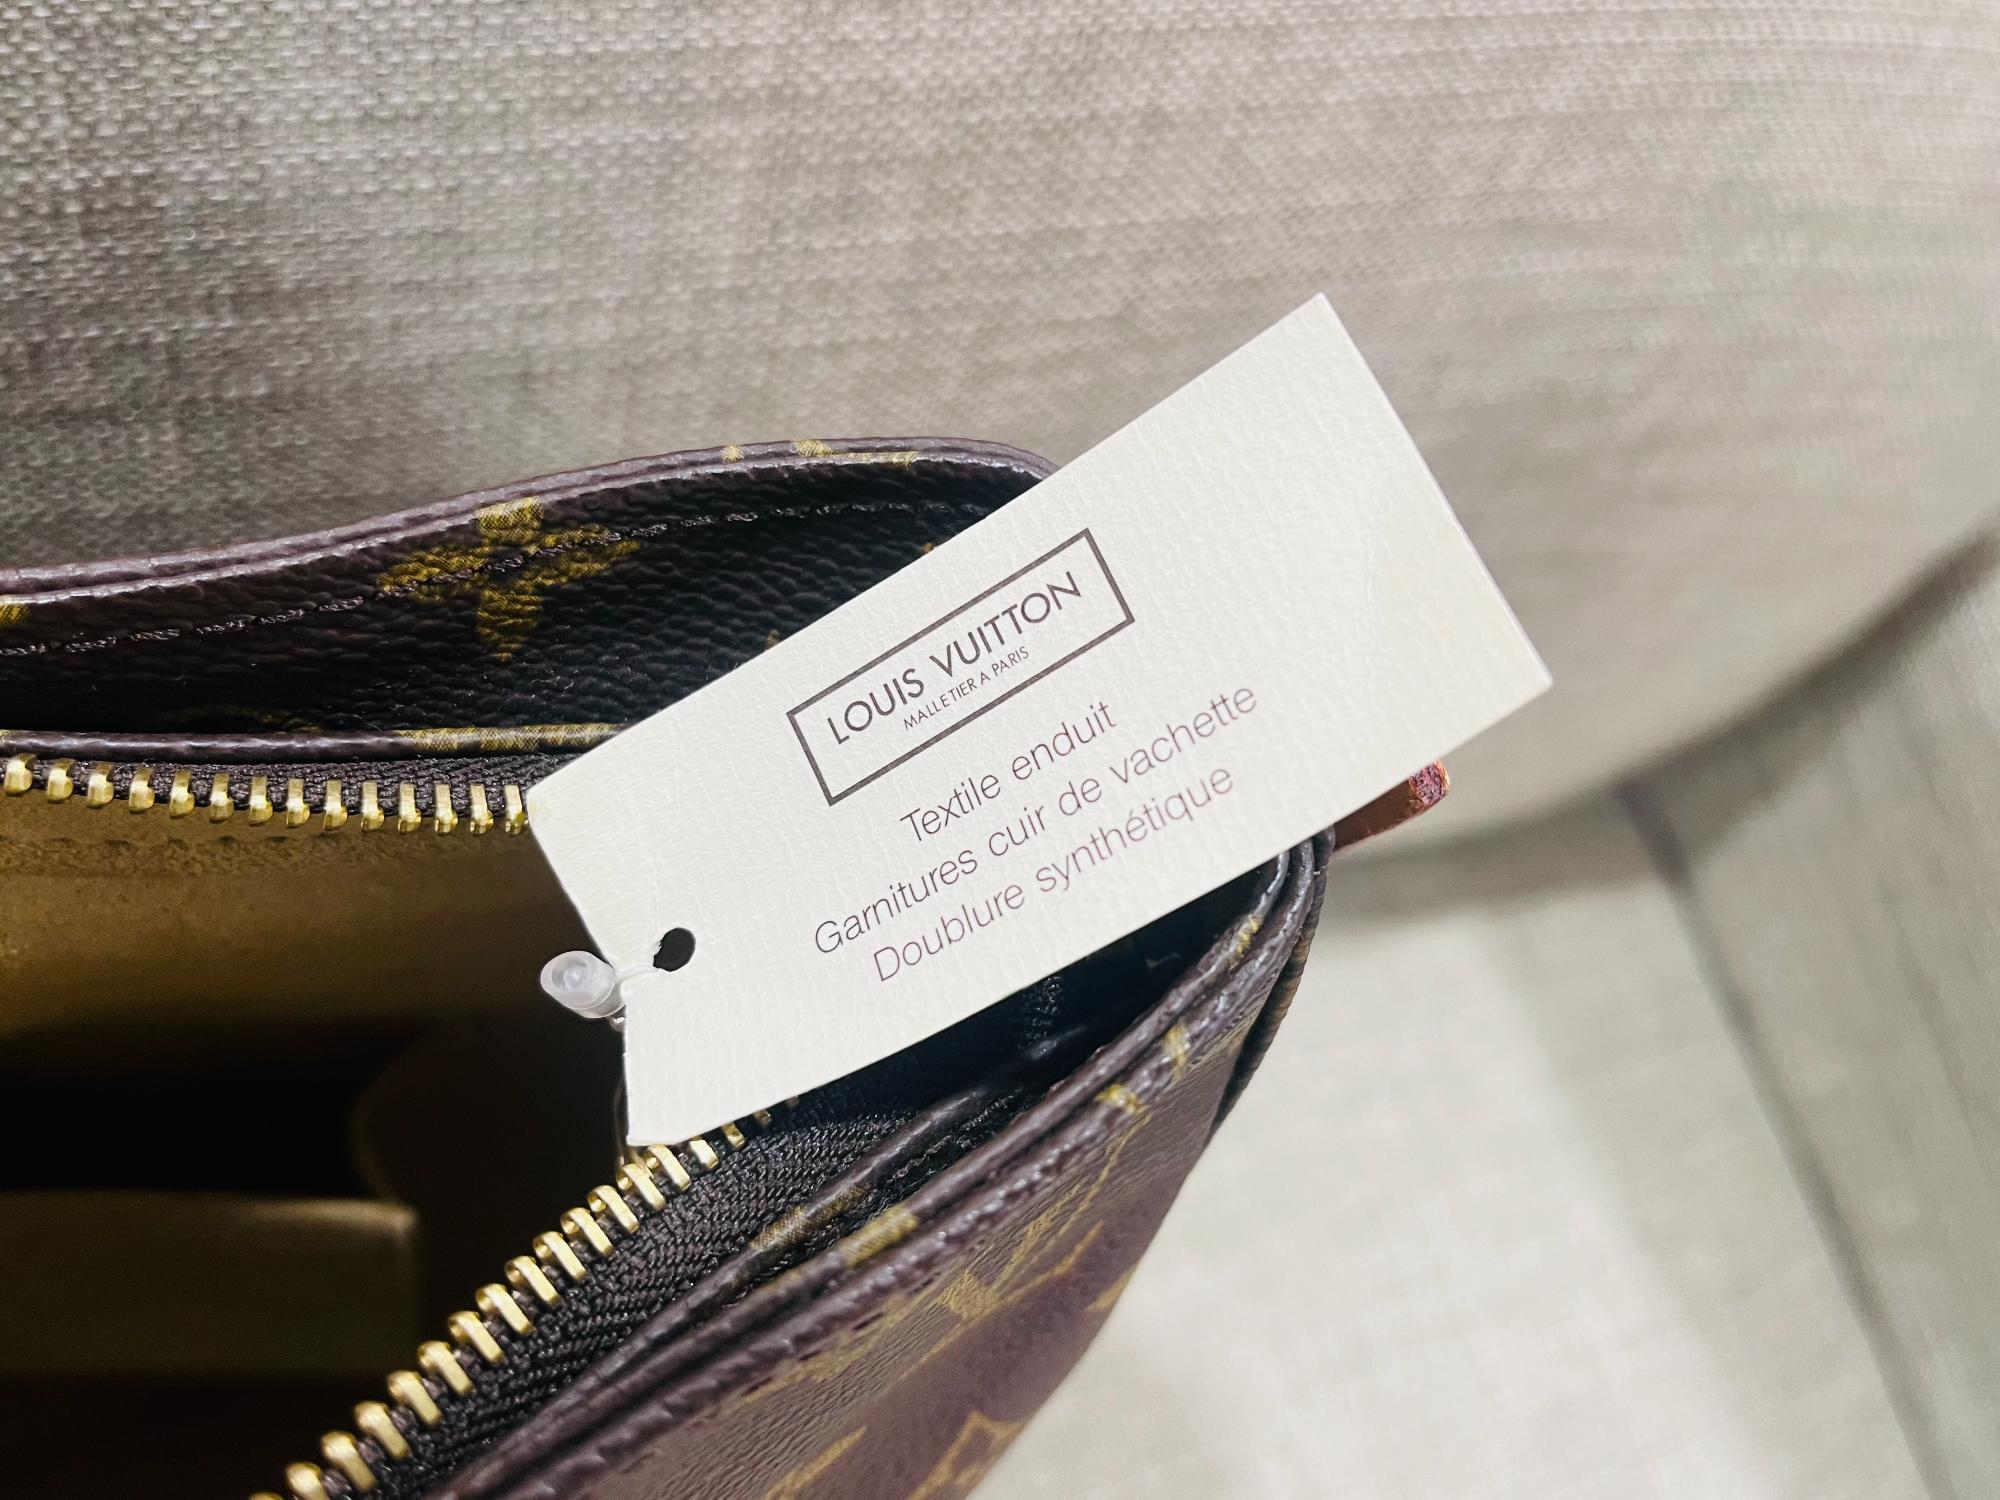 LOUIS VUITTON
MALLETIER A PARIS
Textile enduit
Garnitures cuir de vachette
Doublure synthétique